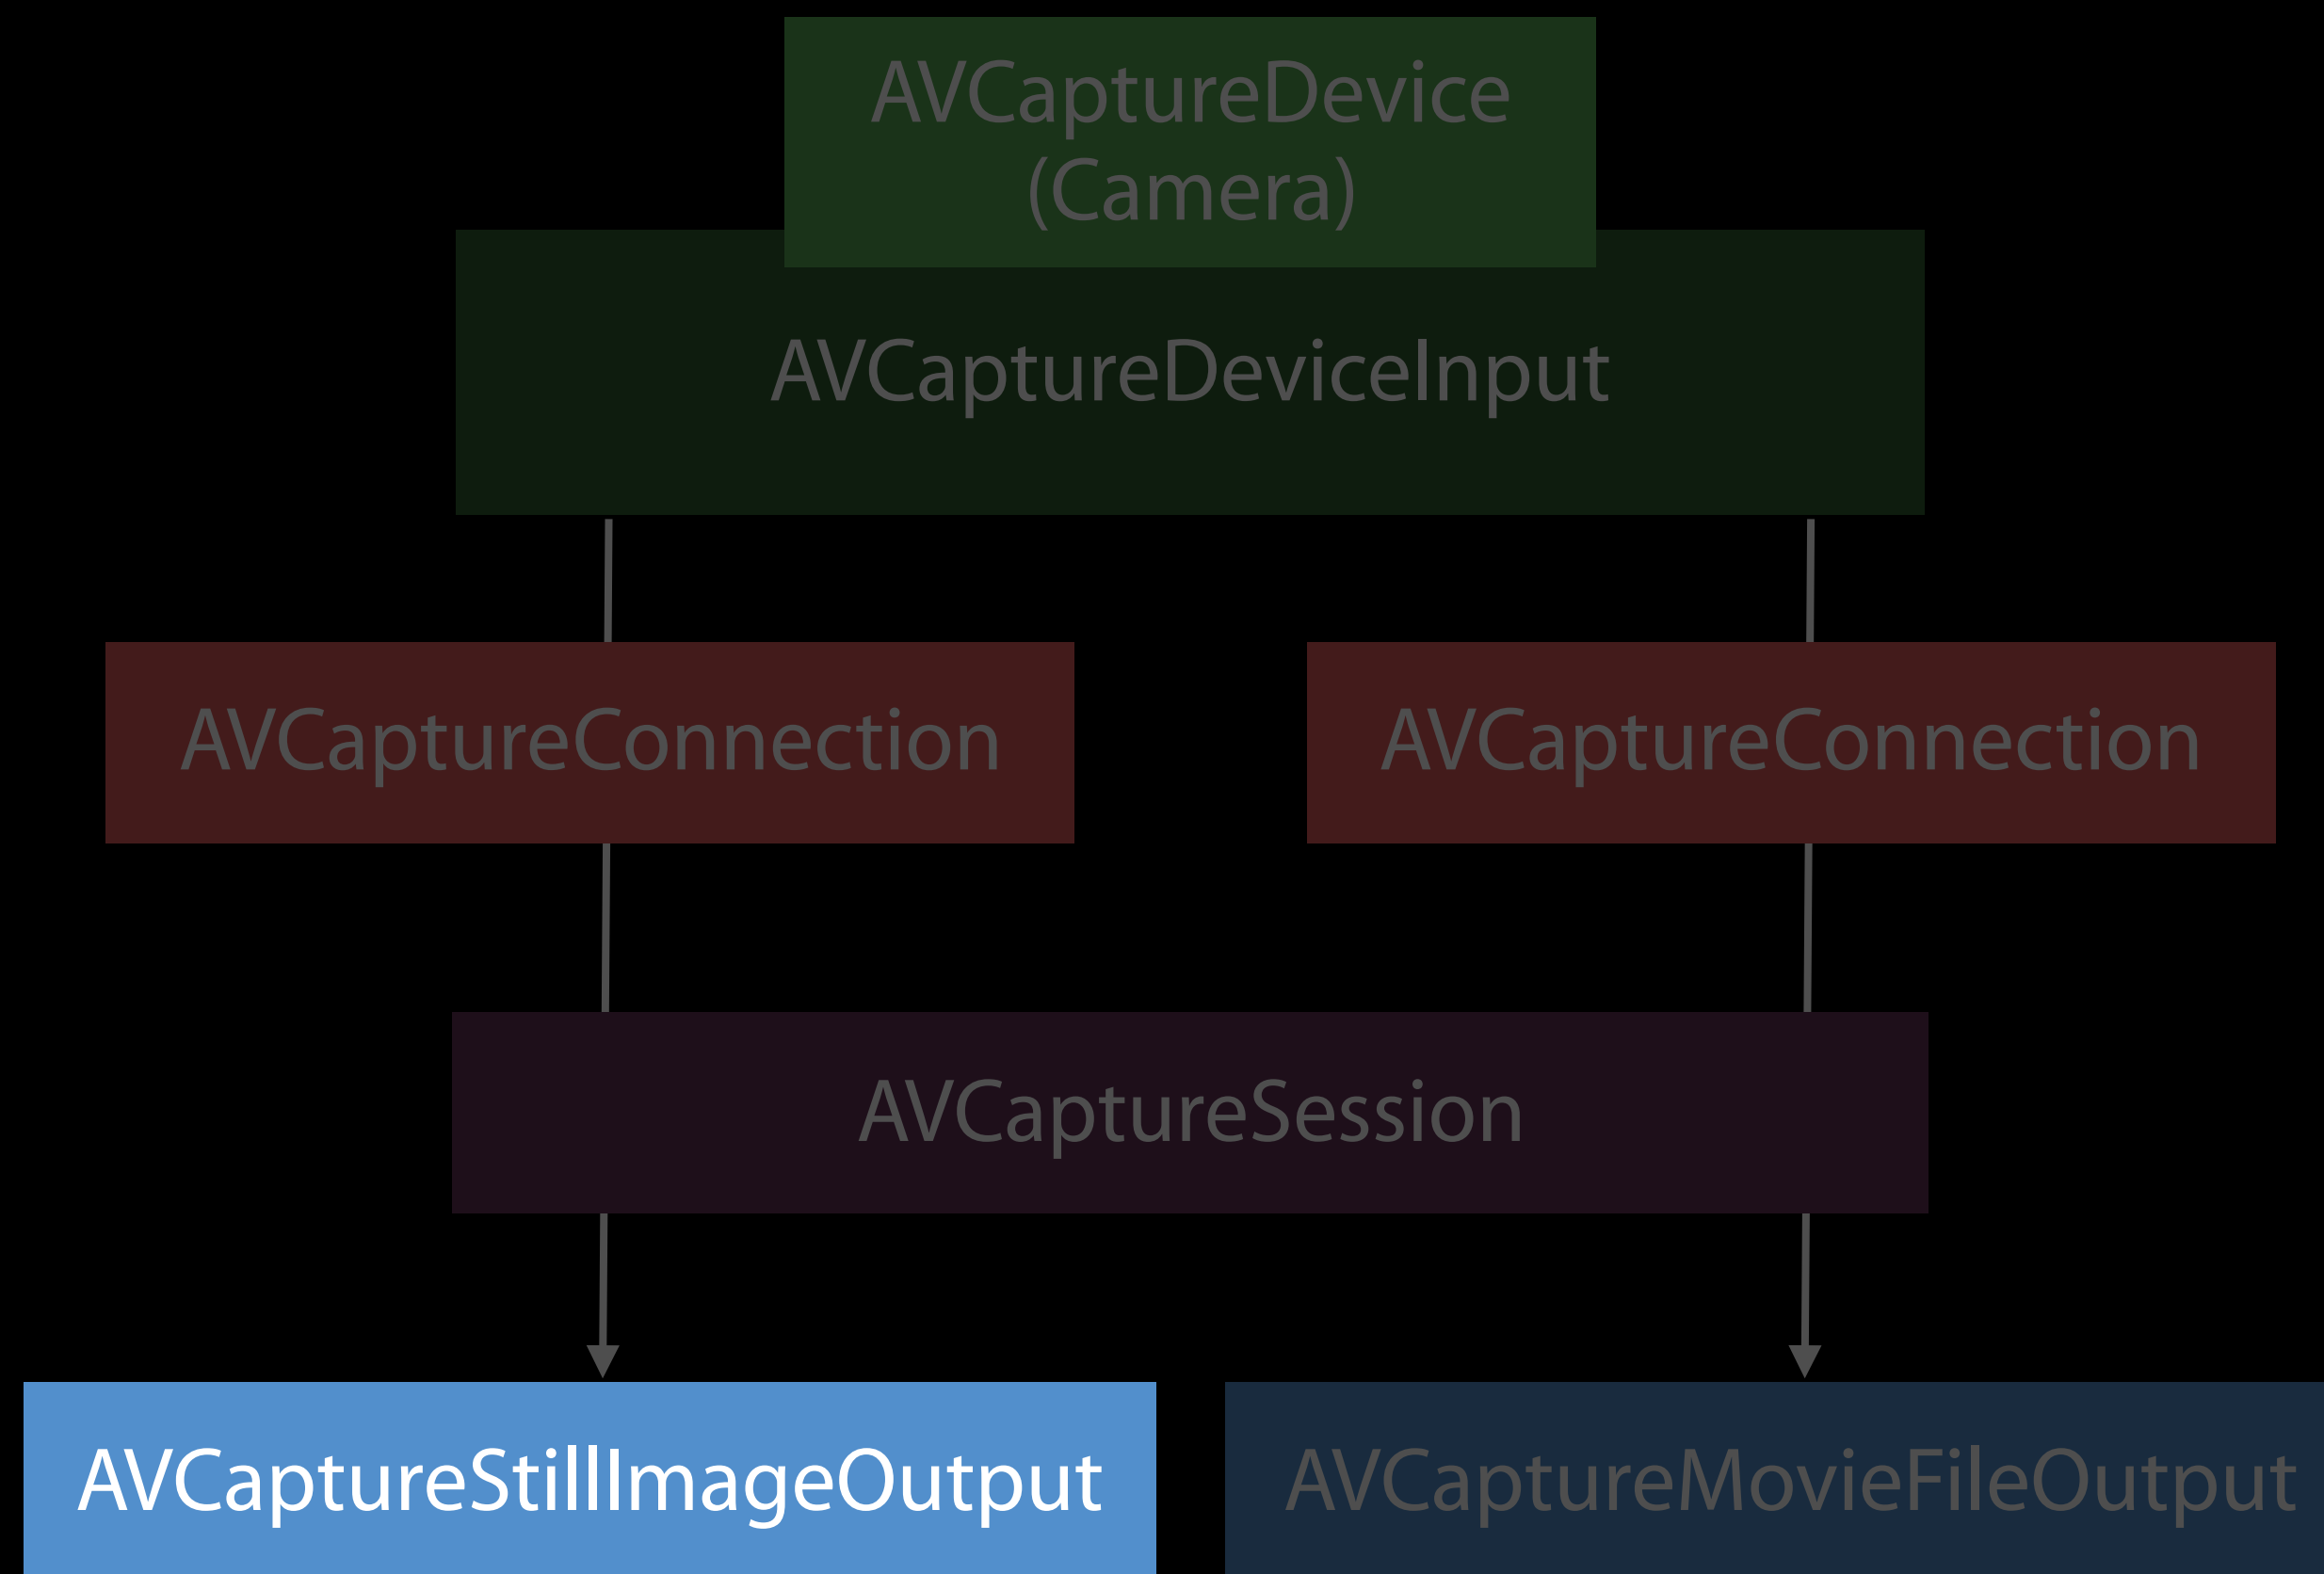 AVCaptureDevice
(Camera)
AVCaptureDeviceInput
AVCaptureConnection
AVCaptureConnection
AVCaptureSession
AVCaptureStillImageOutput
AVCaptureMovieFileOutput